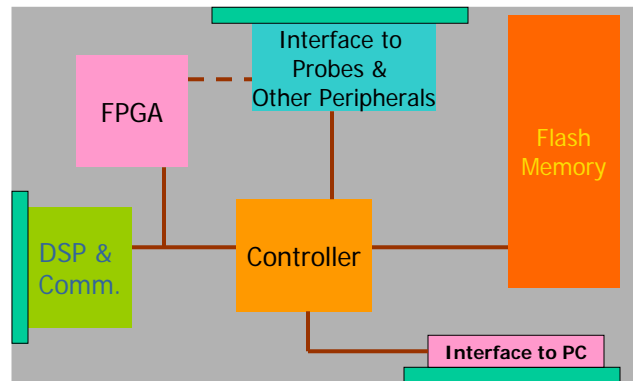 Interface to
Probes &
Other Peripherals
FPGA
Flash
Memory
DSP &
Comm.
Controller
Interface to PC